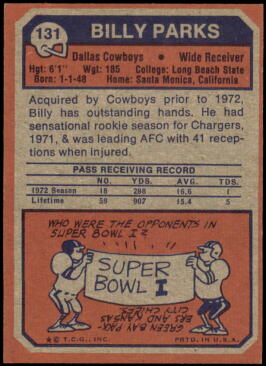 131
BILLY PARKS
Dallas Cowboys • Wide Receiver
Hgt: 6'1" Wgt: 185 College: Long Beach State
Born: 1-1-48 Home: Santa Monica, California
Acquired by Cowboys prior to 1972,
Billy has outstanding hands. He had
sensational rookie season for Chargers,
1971, & was leading AFC with 41 recep-
tions when injured.
PASS RECEIVING RECORD
NO. YDS. AVG. TDS.
1972 Season 18 298 16.6 1
Lifetime 59 907 15.4 5
WHO WERE THE OPPONENTS IN
SUPER BOWL I?
SUPER
BOWL I
GREEN BAY PACK-
ERS AND KANSAS
CITY CHIEFS
★ © T.C.G., INC. PRTD. IN U.S.A.